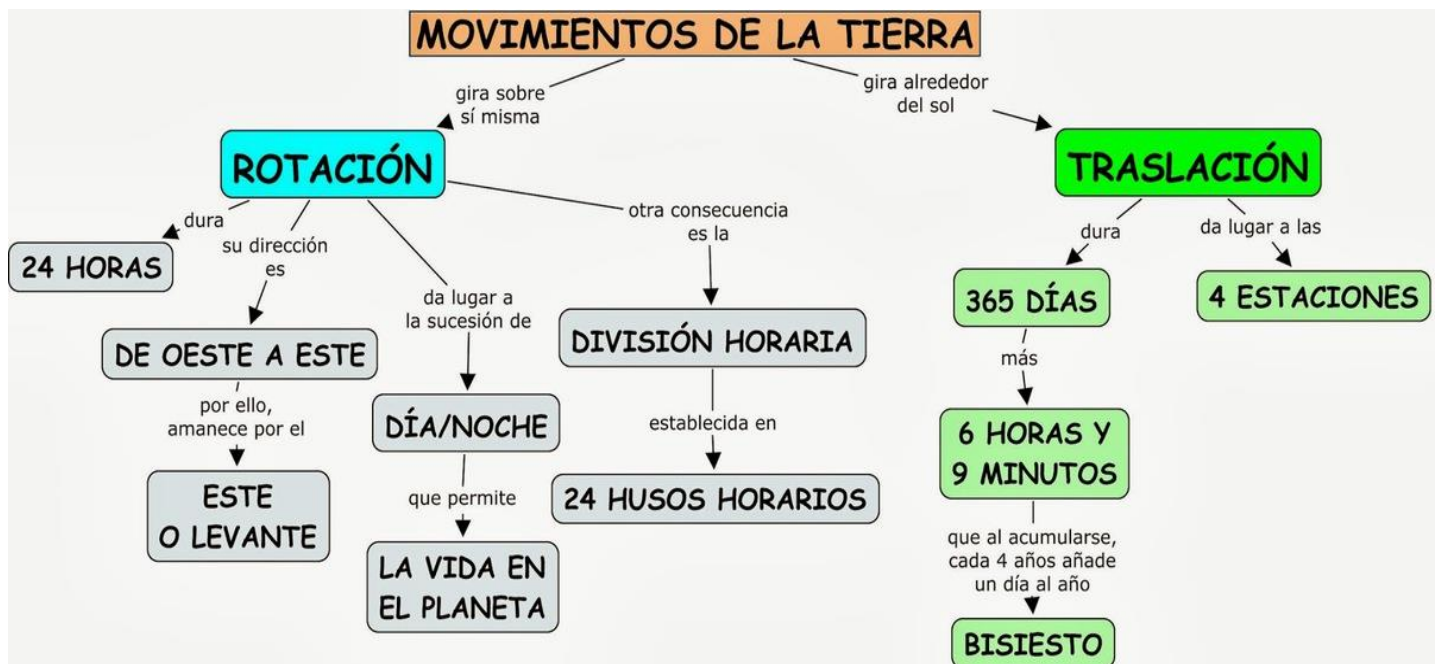 MOVIMIENTOS DE LA TIERRA
gira sobre
sí misma
gira alrededor
del sol
ROTACIÓN
TRASLACIÓN
dura
24 HORAS
su dirección
es
DE OESTE A ESTE
por ello,
amanece por el
ESTE
O LEVANTE
da lugar a
la sucesión de
DÍA/NOCHE
que permite
LA VIDA EN
EL PLANETA
otra consecuencia
es la
DIVISIÓN HORARIA
establecida en
24 HUSOS HORARIOS
dura
365 DÍAS
más
6 HORAS Y
9 MINUTOS
que al acumularse,
cada 4 años añade
un día al año
BISIESTO
da lugar a las
4 ESTACIONES